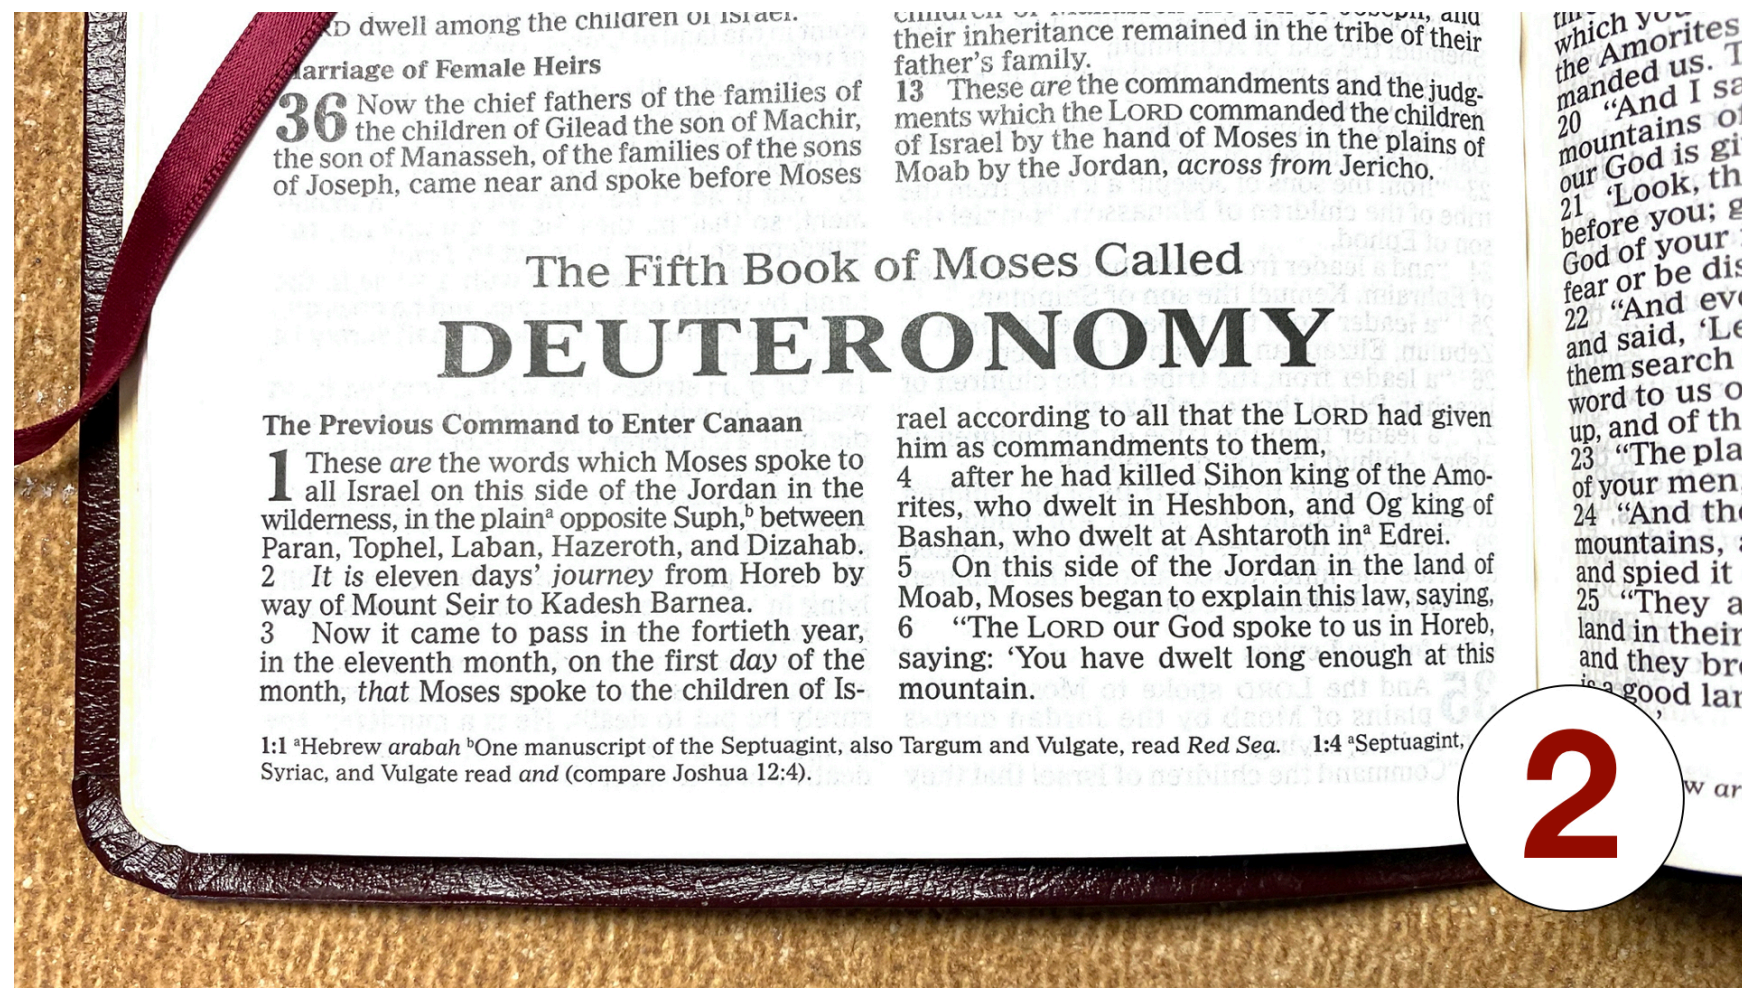 RD dwell among the children of Israel.
Marriage of Female Heirs
36 Now the chief fathers of the families of
the children of Gilead the son of Machir,
the son of Manasseh, of the families of the sons
of Joseph, came near and spoke before Moses
children of Manasseh the son of Joseph, and
their inheritance remained in the tribe of their
father’s family.
13 These are the commandments and the judg-
ments which the LORD commanded the children
of Israel by the hand of Moses in the plains of
Moab by the Jordan, across from Jericho.
The Fifth Book of Moses Called
DEUTERONOMY
The Previous Command to Enter Canaan
1 These are the words which Moses spoke to
all Israel on this side of the Jordan in the
wilderness, in the plainᵃ opposite Suph,ᵇ between
Paran, Tophel, Laban, Hazeroth, and Dizahab.
2 It is eleven days’ journey from Horeb by
way of Mount Seir to Kadesh Barnea.
3 Now it came to pass in the fortieth year,
in the eleventh month, on the first day of the
month, that Moses spoke to the children of Is-
rael according to all that the LORD had given
him as commandments to them,
4 after he had killed Sihon king of the Amo-
rites, who dwelt in Heshbon, and Og king of
Bashan, who dwelt at Ashtaroth inᵃ Edrei.
5 On this side of the Jordan in the land of
Moab, Moses began to explain this law, saying,
6 “The LORD our God spoke to us in Horeb,
saying: ‘You have dwelt long enough at this
mountain.
1:1 ᵃHebrew arabah ᵇOne manuscript of the Septuagint, also Targum and Vulgate, read Red Sea. 1:4 ᵃSeptuagint,
Syriac, and Vulgate read and (compare Joshua 12:4).
which you
the Amorites
manded us. T
20 “And I sa
mountains of
our God is gi
21 ‘Look, th
before you; g
God of your
fear or be dis
22 “And eve
and said, ‘Le
them search
word to us o
up, and of th
23 “The pla
of your men,
24 “And the
mountains, a
and spied it
25 “They a
land in their
and they bro
is a good lan
w ar
2